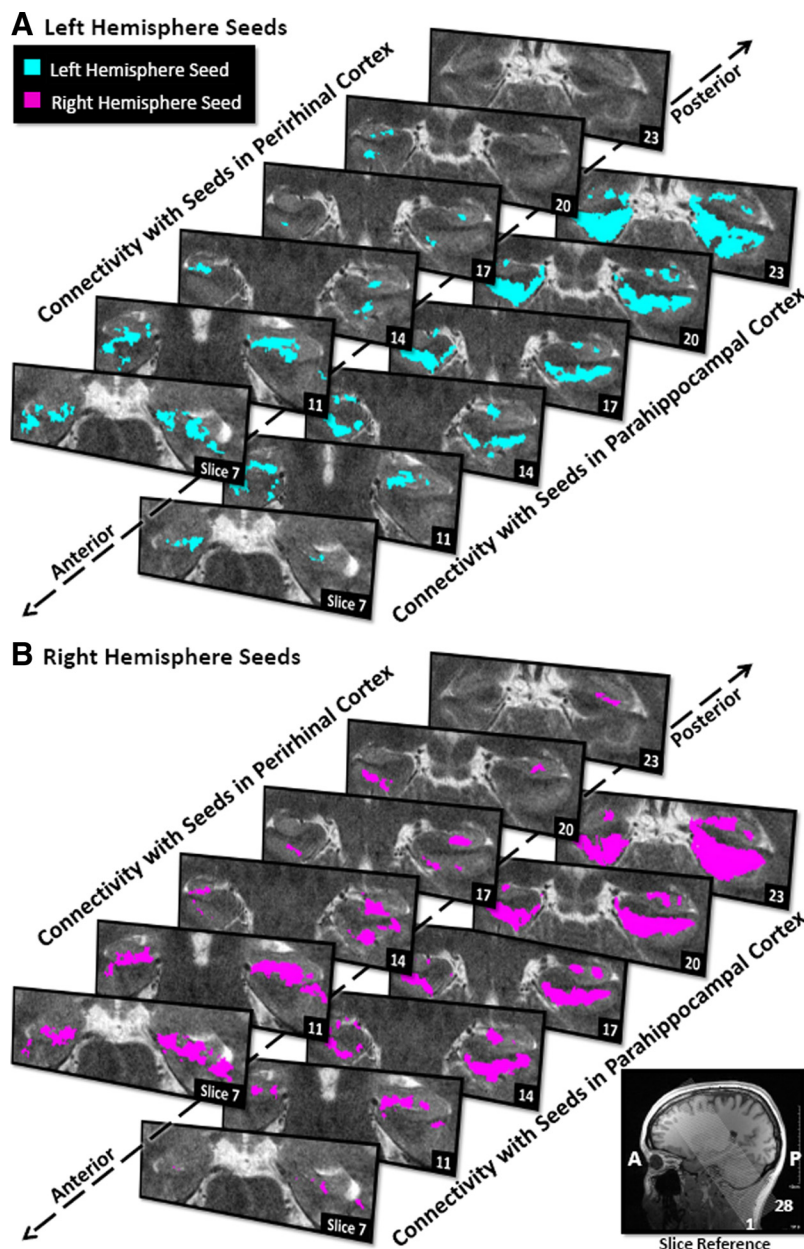 A Left Hemisphere Seeds
Left Hemisphere Seed
Right Hemisphere Seed
Connectivity with Seeds in Perirhinal Cortex
Posterior
23
20
17
14
11
Slice 7
23
20
17
14
11
Slice 7
Anterior
Connectivity with Seeds in Parahippocampal Cortex
B Right Hemisphere Seeds
Connectivity with Seeds in Perirhinal Cortex
Posterior
23
20
17
14
11
Slice 7
23
20
17
14
11
Slice 7
Anterior
Connectivity with Seeds in Parahippocampal Cortex
A
P
28
1
Slice Reference